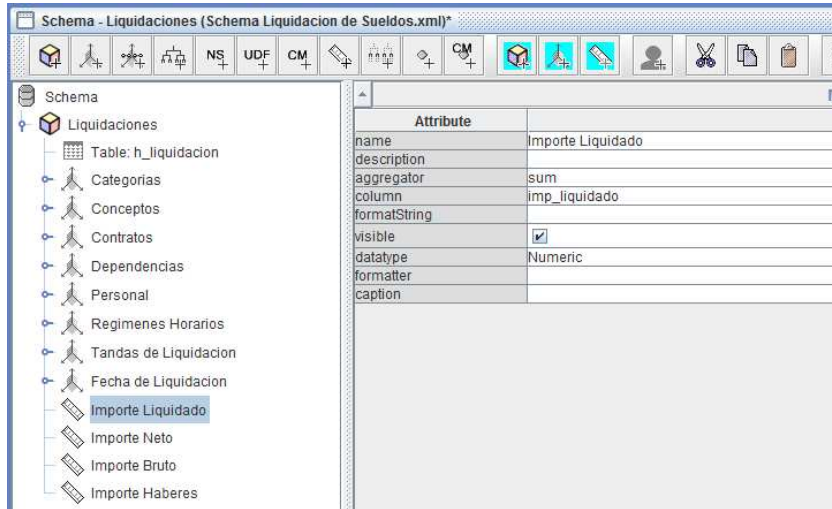 Schema - Liquidaciones (Schema Liquidacion de Sueldos.xml)*
NS UDF CM CM
Schema
Liquidaciones
Table: h_liquidacion
Categorias
Conceptos
Contratos
Dependencias
Personal
Regimenes Horarios
Tandas de Liquidacion
Fecha de Liquidacion
Importe Liquidado
Importe Neto
Importe Bruto
Importe Haberes
Attribute
name Importe Liquidado
description
aggregator sum
column imp_liquidado
formatString
visible
datatype Numeric
formatter
caption